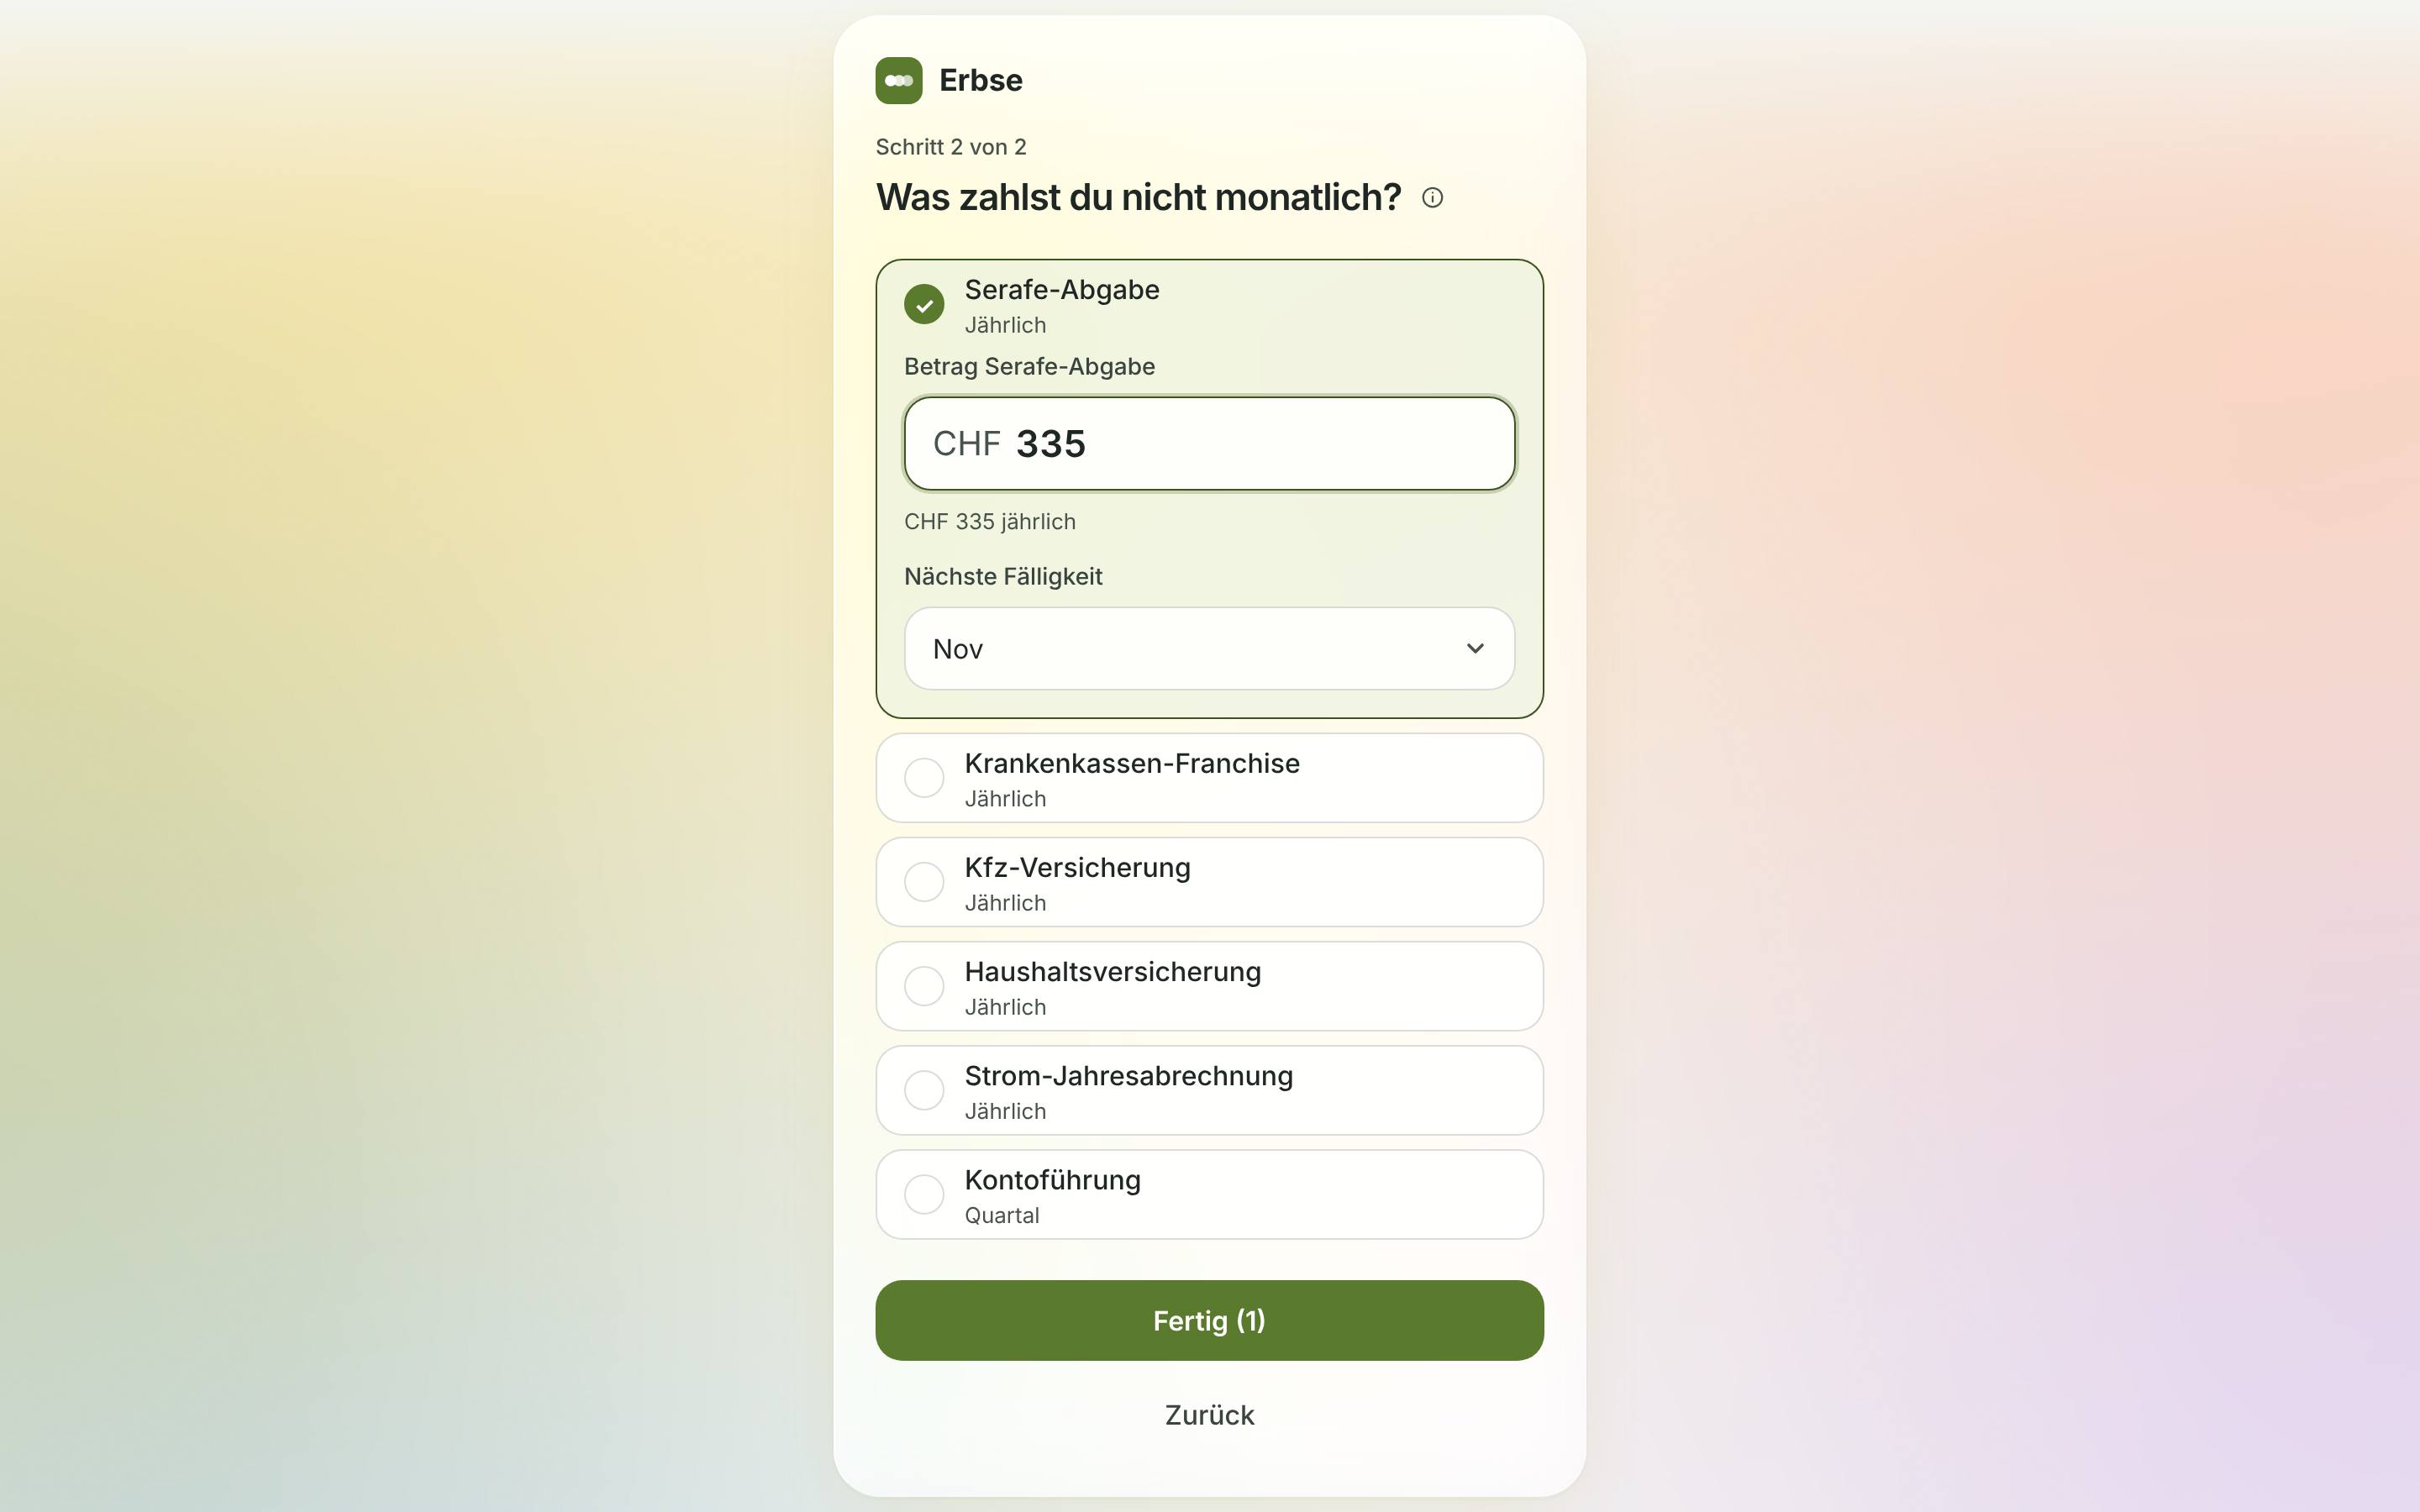 Erbse
Schritt 2 von 2
Was zahlst du nicht monatlich?
Serafe-Abgabe
Jährlich
Betrag Serafe-Abgabe
CHF 335
CHF 335 jährlich
Nächste Fälligkeit
Nov
Krankenkassen-Franchise
Jährlich
Kfz-Versicherung
Jährlich
Haushaltsversicherung
Jährlich
Strom-Jahresabrechnung
Jährlich
Kontoführung
Quartal
Fertig (1)
Zurück